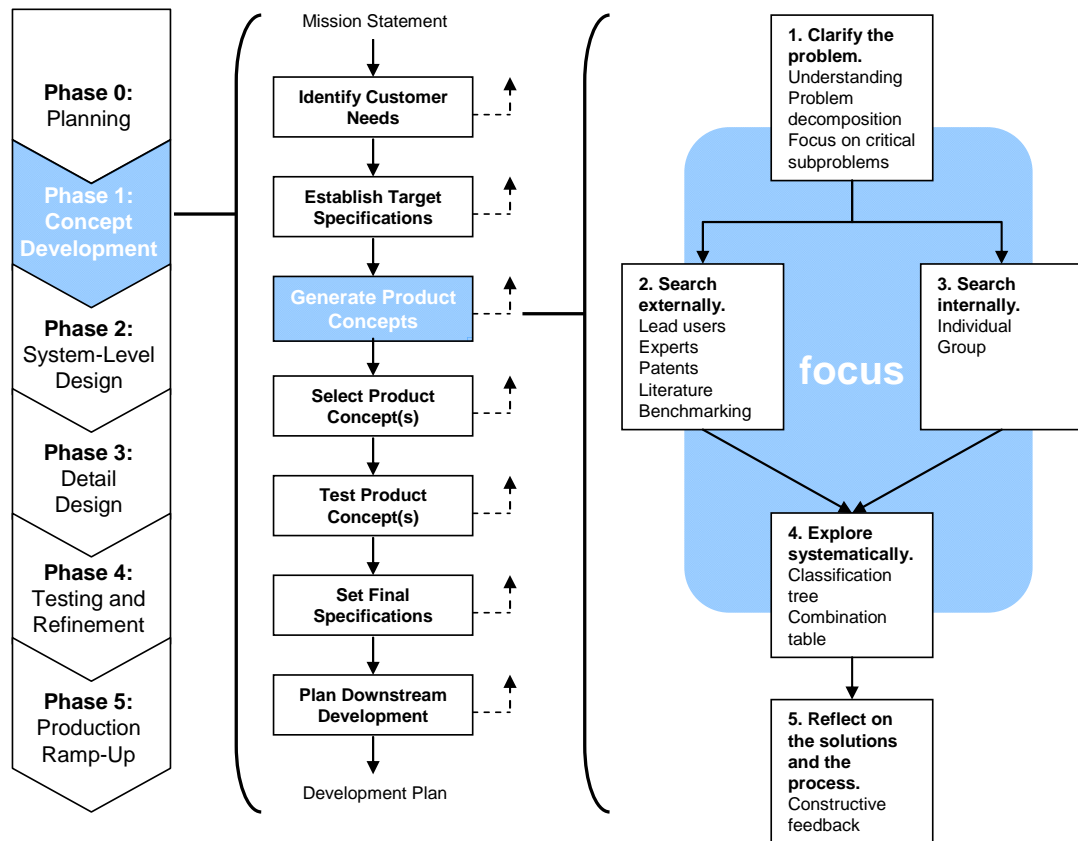 Phase 0:
Planning
Phase 1:
Concept
Development
Phase 2:
System-Level
Design
Phase 3:
Detail
Design
Phase 4:
Testing and
Refinement
Phase 5:
Production
Ramp-Up
Mission Statement
Identify Customer
Needs
Establish Target
Specifications
Generate Product
Concepts
Select Product
Concept(s)
Test Product
Concept(s)
Set Final
Specifications
Plan Downstream
Development
Development Plan
1. Clarify the
problem.
Understanding
Problem
decomposition
Focus on critical
subproblems
2. Search
externally.
Lead users
Experts
Patents
Literature
Benchmarking
focus
3. Search
internally.
Individual
Group
4. Explore
systematically.
Classification
tree
Combination
table
5. Reflect on
the solutions
and the
process.
Constructive
feedback